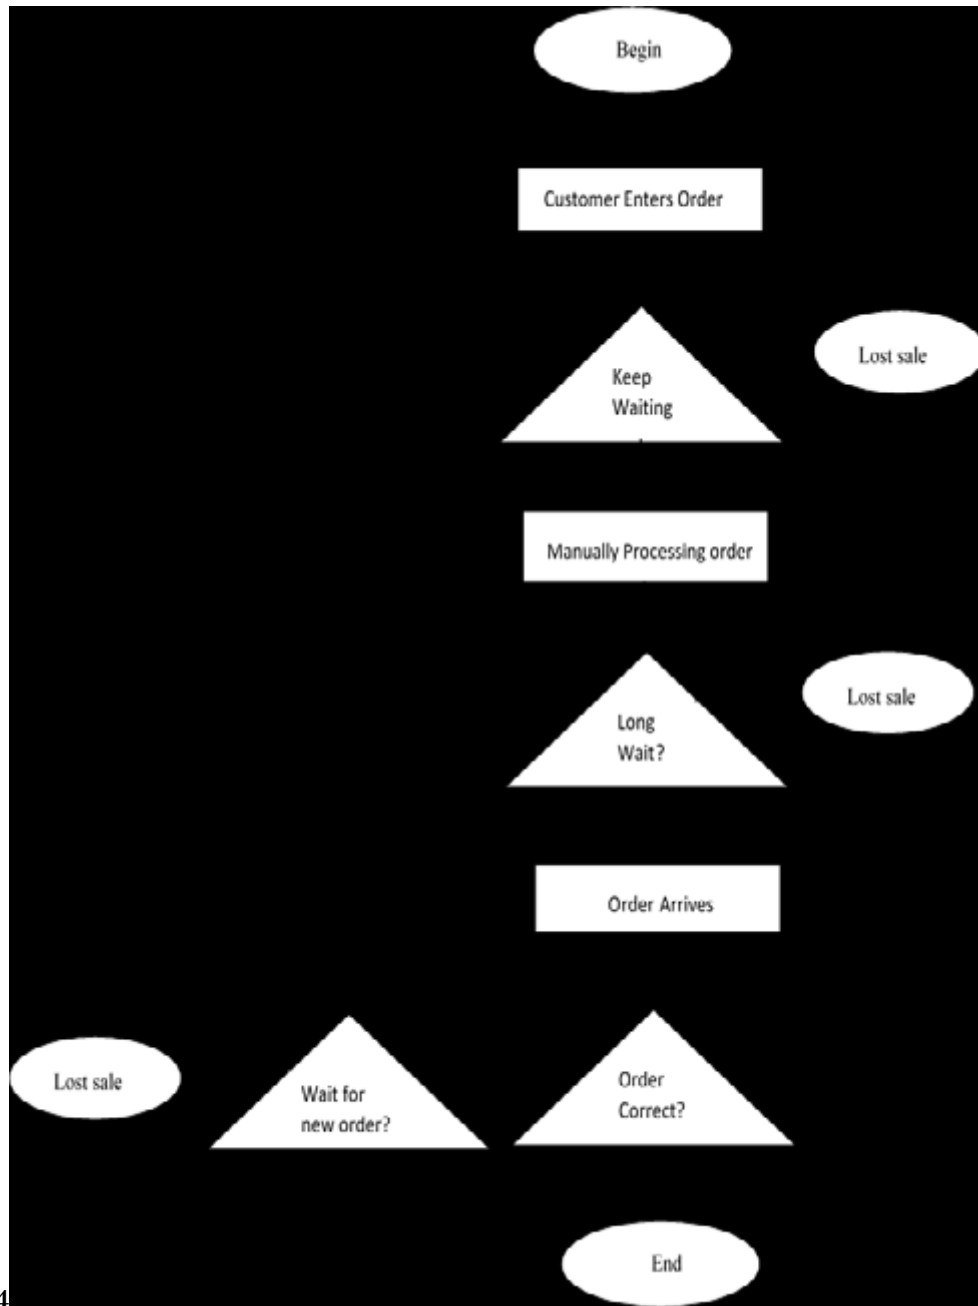 Begin
Customer Enters Order
Keep
Waiting
Lost sale
Manually Processing order
Long
Wait?
Lost sale
Order Arrives
Lost sale
Wait for
new order?
Order
Correct?
End
4